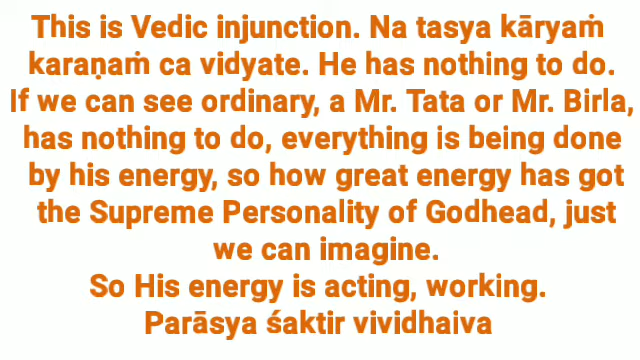 This is Vedic injunction. Na tasya kāryaṁ
karaṇaṁ ca vidyate. He has nothing to do.
If we can see ordinary, a Mr. Tata or Mr. Birla,
has nothing to do, everything is being done
by his energy, so how great energy has got
the Supreme Personality of Godhead, just
we can imagine.
So His energy is acting, working.
Parāsya śaktir vividhaiva